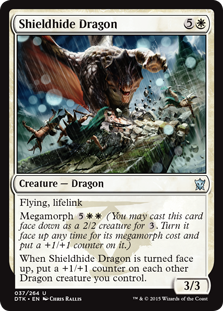 Shieldhide Dragon 5
Creature — Dragon
Flying, lifelink
Megamorph 5 (You may cast this
card face down as a 2/2 creature for 3. Turn it
face up any time for its megamorph cost and
put a +1/+1 counter on it.)
When Shieldhide Dragon is turned face
up, put a +1/+1 counter on each other
Dragon creature you control.
3/3
037/264 U
DTK • EN Chris Rallis
™ & © 2015 Wizards of the Coast